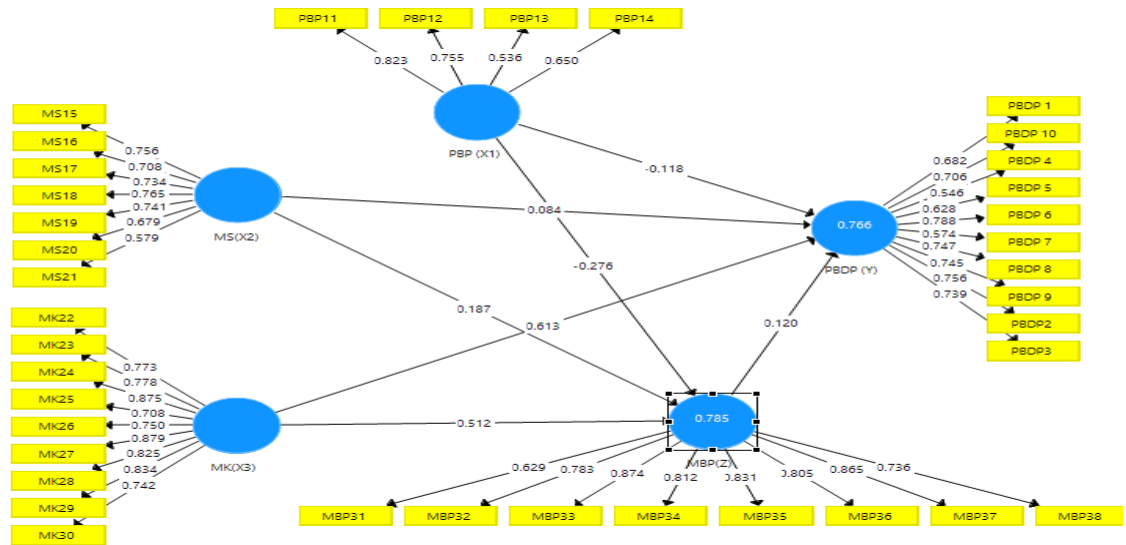 PBP11 PBP12 PBP13 PBP14
0.823 0.755 0.536 0.650
PBP (X1)
MS15
MS16
MS17
MS18
MS19
MS20
MS21
0.756
0.708
0.734
0.765
0.741
0.679
0.579
MS(X2)
-0.118
0.084
-0.276
0.187
0.613
0.120
0.512
PBDP 1
PBDP 10
PBDP 4
PBDP 5
PBDP 6
PBDP 7
PBDP 8
PBDP 9
PBDP2
PBDP3
0.682
0.706
0.546
0.628
0.788
0.574
0.747
0.745
0.756
0.739
0.766
PBDP (Y)
MK22
MK23
MK24
MK25
MK26
MK27
MK28
MK29
MK30
0.773
0.778
0.875
0.708
0.750
0.879
0.825
0.834
0.742
MK(X3)
0.785
MBP(Z)
0.629 0.783 0.874 0.812 0.831 0.805 0.865 0.736
MBP31 MBP32 MBP33 MBP34 MBP35 MBP36 MBP37 MBP38